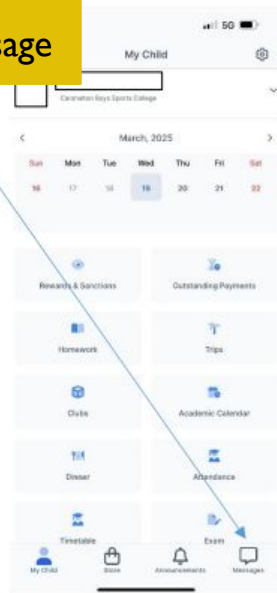 sage
5G
My Child
Carshalton Boys Sports College
March, 2025
Sun Mon Tue Wed Thu Fri Sat
16 17 18 19 20 21 22
Rewards & Sanctions Outstanding Payments
Homework Trips
Clubs Academic Calendar
Dinner Attendance
Timetable Exam
My Child Store Announcements Messages